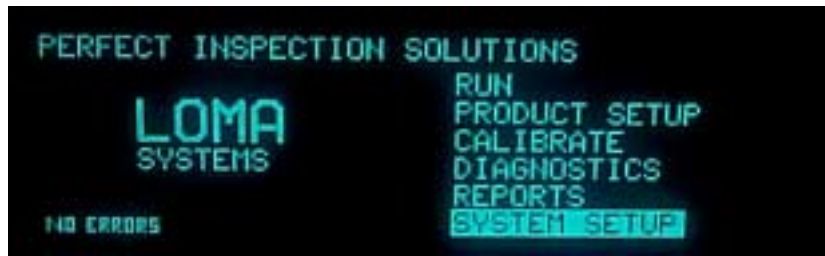 PERFECT INSPECTION SOLUTIONS
LOMA
SYSTEMS
NO ERRORS
RUN
PRODUCT SETUP
CALIBRATE
DIAGNOSTICS
REPORTS
SYSTEM SETUP